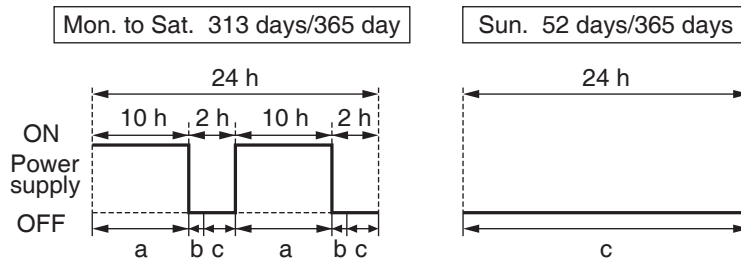 Mon. to Sat. 313 days/365 day
Sun. 52 days/365 days
24 h
24 h
10 h 2 h 10 h 2 h
ON
Power
supply
OFF
a b c a b c
c